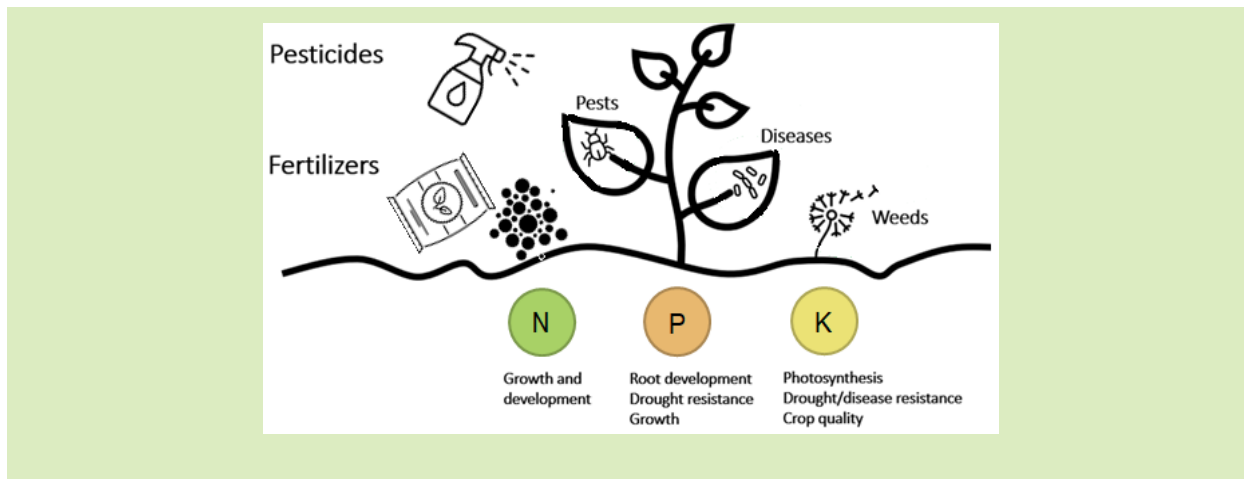 Pesticides
Pests
Diseases
Fertilizers
Weeds
N
P
K
Growth and
development
Root development
Drought resistance
Growth
Photosynthesis
Drought/disease resistance
Crop quality